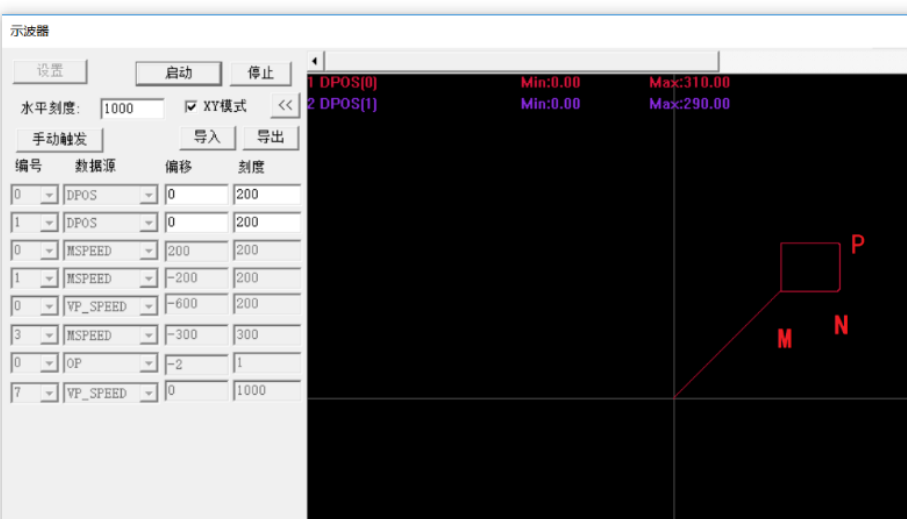 示波器
设置 启动 停止
水平刻度: 1000 XY模式 <<
手动触发 导入 导出
编号 数据源 偏移 刻度
0 DPOS 0 200
1 DPOS 0 200
0 MSPEED 200 200
1 MSPEED -200 200
0 VP_SPEED -600 200
3 MSPEED -300 300
0 OP -2 1
7 VP_SPEED 0 1000
1 DPOS(0) Min:0.00 Max:310.00
2 DPOS(1) Min:0.00 Max:290.00
P
N
M